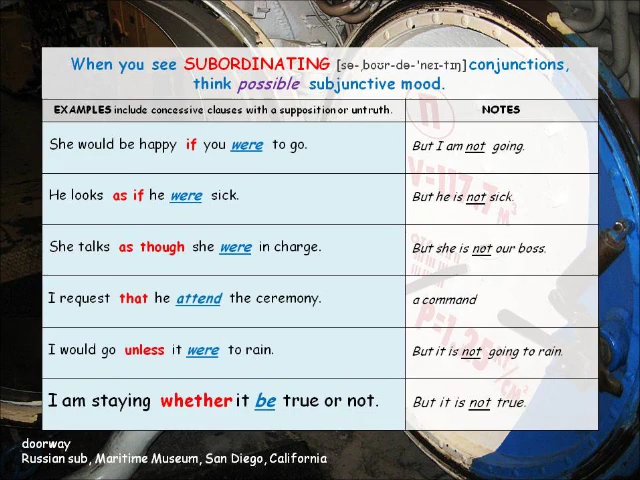 When you see SUBORDINATING [sə-ˌboʊr-də-ˈneɪ-tɪŋ] conjunctions,
think possible subjunctive mood.
EXAMPLES include concessive clauses with a supposition or untruth. NOTES
She would be happy if you were to go. But I am not going.
He looks as if he were sick. But he is not sick.
She talks as though she were in charge. But she is not our boss.
I request that he attend the ceremony. a command
I would go unless it were to rain. But it is not going to rain.
I am staying whether it be true or not. But it is not true.
doorway
Russian sub, Maritime Museum, San Diego, California